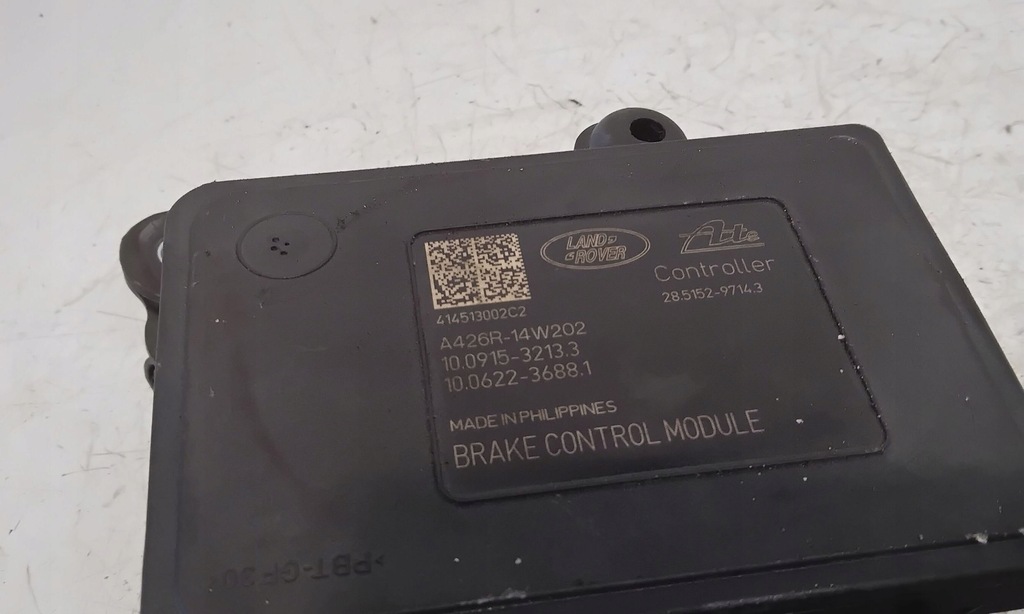 LAND-
ROVER
Ate
Controller
28.5152-9714.3
414513002C2
A426R-14W202
10.0915-3213.3
10.0622-3688.1
MADE IN PHILIPPINES
BRAKE CONTROL MODULE
>PBT-GF30